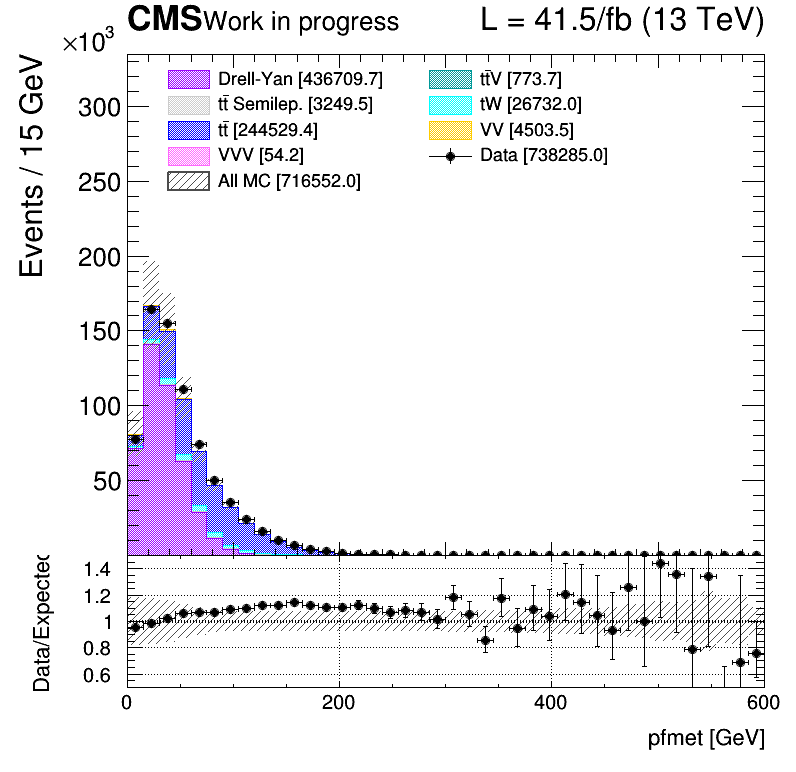 CMS Work in progress L = 41.5/fb (13 TeV)
×10³
Events / 15 GeV
Drell-Yan [436709.7] tt̄V [773.7]
tt̄ Semilep. [3249.5] tW [26732.0]
tt̄ [244529.4] VV [4503.5]
VVV [54.2] Data [738285.0]
All MC [716552.0]
300
250
200
150
100
50
Data/Expected
1.4
1.2
1
0.8
0.6
0 200 400 600
pfmet [GeV]